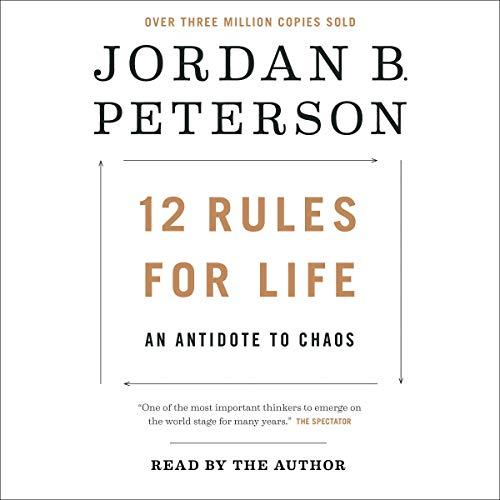 OVER THREE MILLION COPIES SOLD
JORDAN B.
PETERSON
12 RULES
FOR LIFE
AN ANTIDOTE TO CHAOS
“One of the most important thinkers to emerge on
the world stage for many years.” THE SPECTATOR
READ BY THE AUTHOR